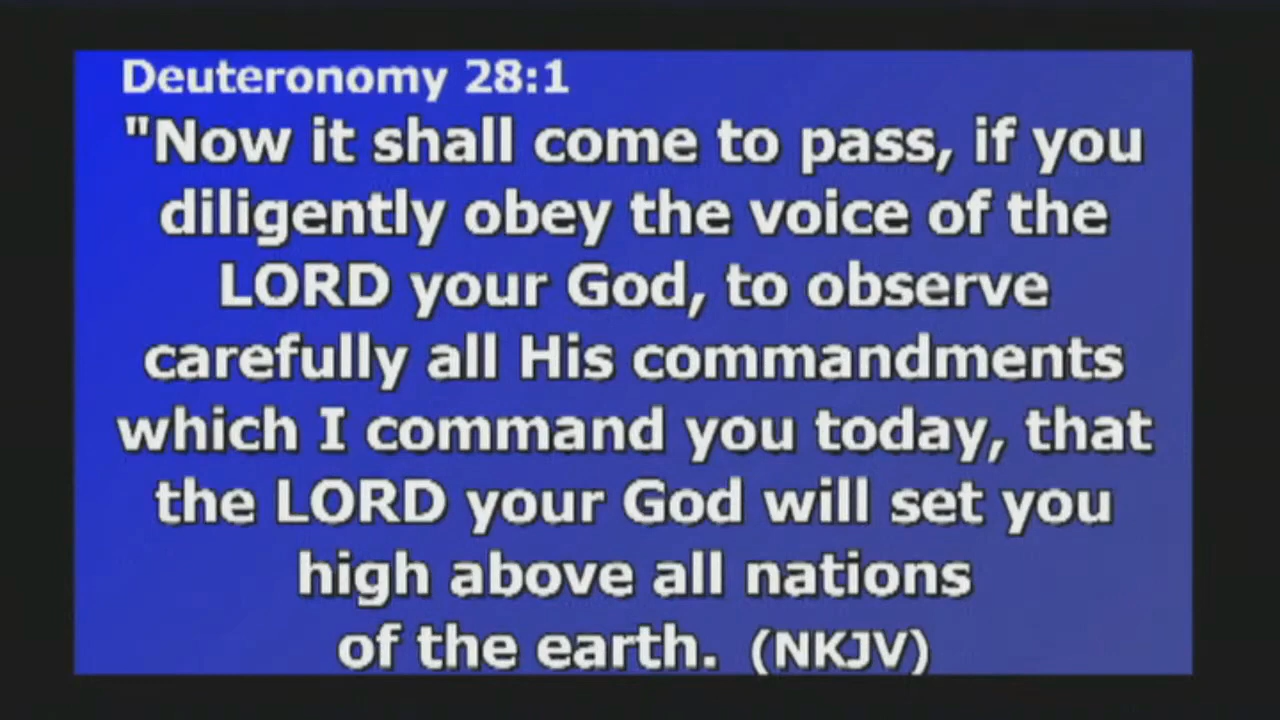 Deuteronomy 28:1
"Now it shall come to pass, if you
diligently obey the voice of the
LORD your God, to observe
carefully all His commandments
which I command you today, that
the LORD your God will set you
high above all nations
of the earth. (NKJV)